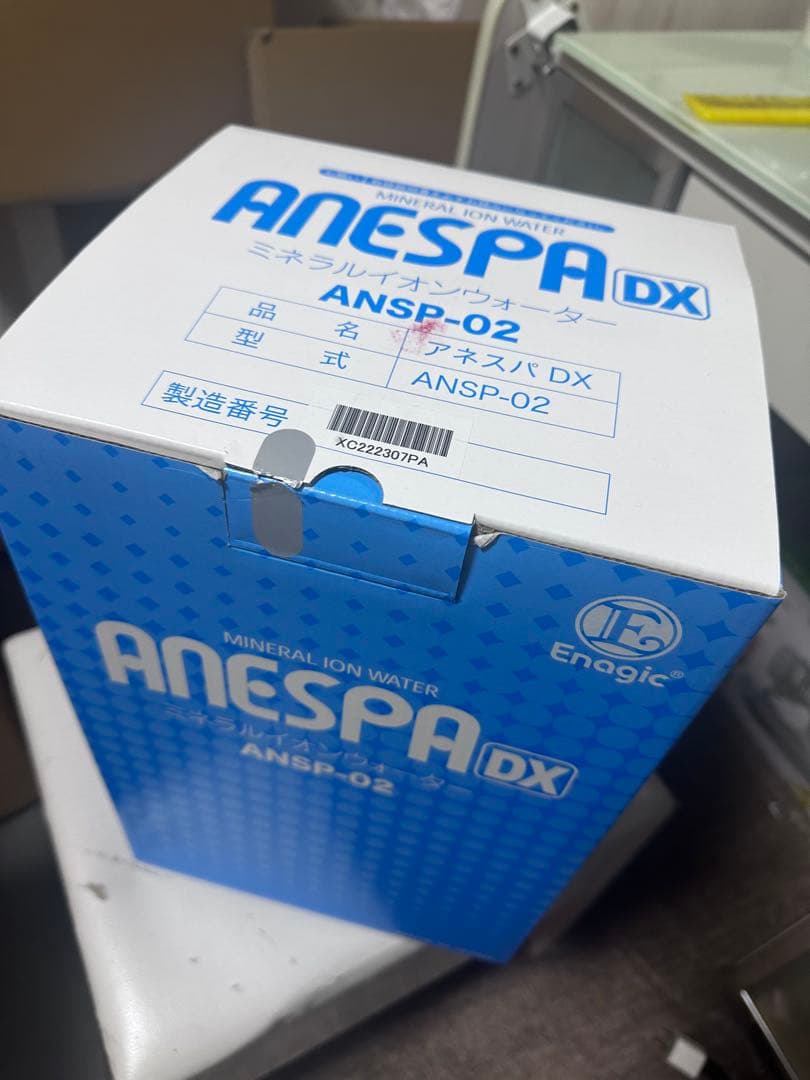 MINERAL ION WATER
ANESPA DX
ミネラルイオンウォーター
ANSP-02
品 名 アネスパ DX
型 式 ANSP-02
製造番号
XC222307PA
Enagic®
MINERAL ION WATER
ANESPA DX
ミネラルイオンウォーター
ANSP-02